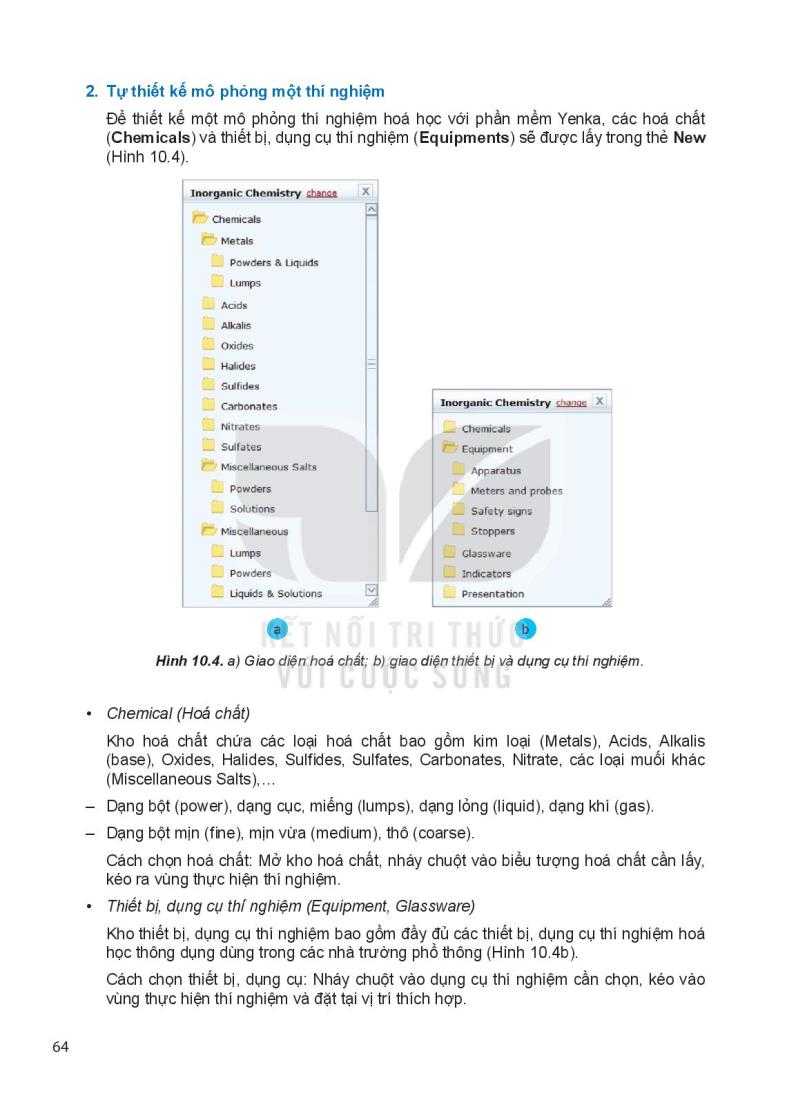 2. Tự thiết kế mô phỏng một thí nghiệm
Để thiết kế một mô phỏng thí nghiệm hoá học với phần mềm Yenka, các hoá chất
(Chemicals) và thiết bị, dụng cụ thí nghiệm (Equipments) sẽ được lấy trong thẻ New
(Hình 10.4).
Inorganic Chemistry change X
Chemicals
Metals
Powders & Liquids
Lumps
Acids
Alkalis
Oxides
Halides
Sulfides
Carbonates
Nitrates
Sulfates
Miscellaneous Salts
Powders
Solutions
Miscellaneous
Lumps
Powders
Liquids & Solutions
a
Inorganic Chemistry change X
Chemicals
Equipment
Apparatus
Meters and probes
Safety signs
Stoppers
Glassware
Indicators
Presentation
b
KẾT NỐI TRI THỨC
VỚI CUỘC SỐNG
Hình 10.4. a) Giao diện hoá chất; b) giao diện thiết bị và dụng cụ thí nghiệm.
• Chemical (Hoá chất)
Kho hoá chất chứa các loại hoá chất bao gồm kim loại (Metals), Acids, Alkalis
(base), Oxides, Halides, Sulfides, Sulfates, Carbonates, Nitrate, các loại muối khác
(Miscellaneous Salts),…
– Dạng bột (power), dạng cục, miếng (lumps), dạng lỏng (liquid), dạng khí (gas).
– Dạng bột mịn (fine), mịn vừa (medium), thô (coarse).
Cách chọn hoá chất: Mở kho hoá chất, nháy chuột vào biểu tượng hoá chất cần lấy,
kéo ra vùng thực hiện thí nghiệm.
• Thiết bị, dụng cụ thí nghiệm (Equipment, Glassware)
Kho thiết bị, dụng cụ thí nghiệm bao gồm đầy đủ các thiết bị, dụng cụ thí nghiệm hoá
học thông dụng dùng trong các nhà trường phổ thông (Hình 10.4b).
Cách chọn thiết bị, dụng cụ: Nháy chuột vào dụng cụ thí nghiệm cần chọn, kéo vào
vùng thực hiện thí nghiệm và đặt tại vị trí thích hợp.
64